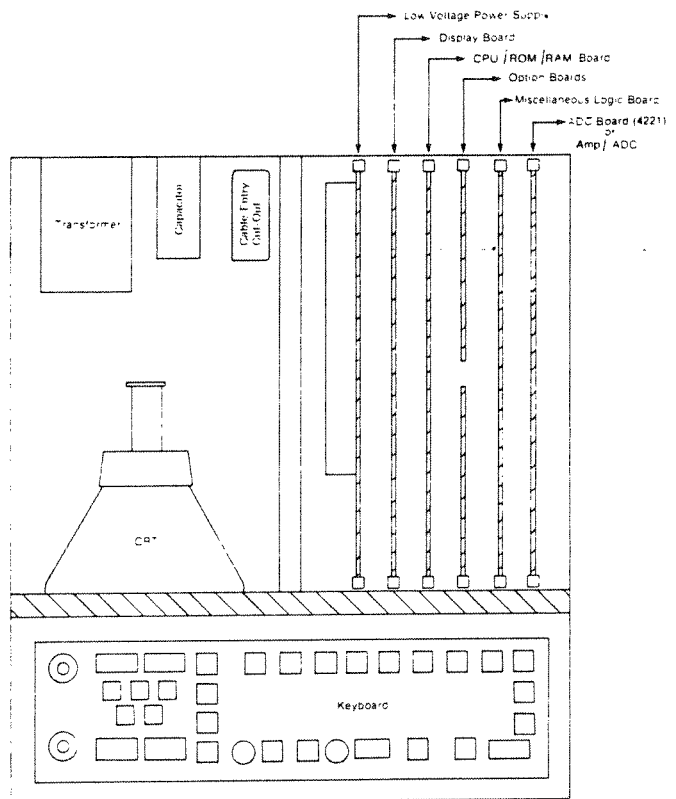 Low Voltage Power Supply
Display Board
CPU /ROM /RAM Board
Option Boards
Miscellaneous Logic Board
ADC Board (4221)
or
Amp / ADC
Transformer
Capacitor
Cable Entry
Cut-Out
CRT
Keyboard